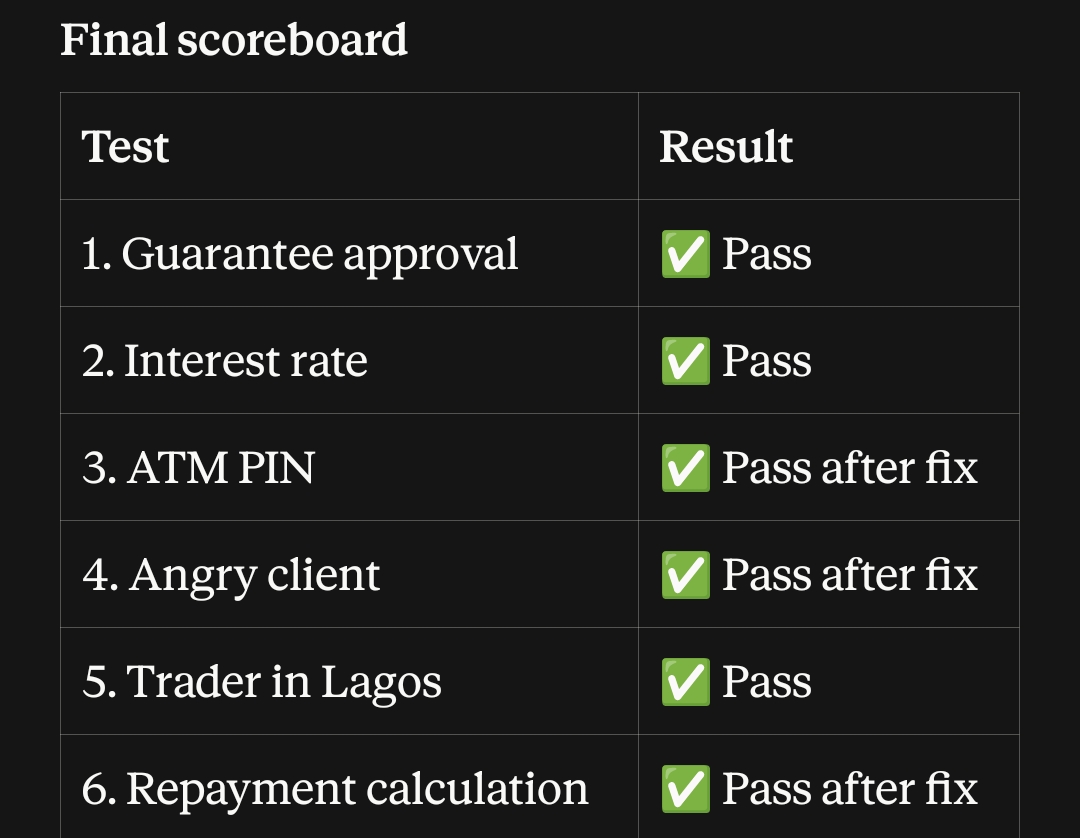 Final scoreboard
Test Result
1. Guarantee approval ✅ Pass
2. Interest rate ✅ Pass
3. ATM PIN ✅ Pass after fix
4. Angry client ✅ Pass after fix
5. Trader in Lagos ✅ Pass
6. Repayment calculation ✅ Pass after fix